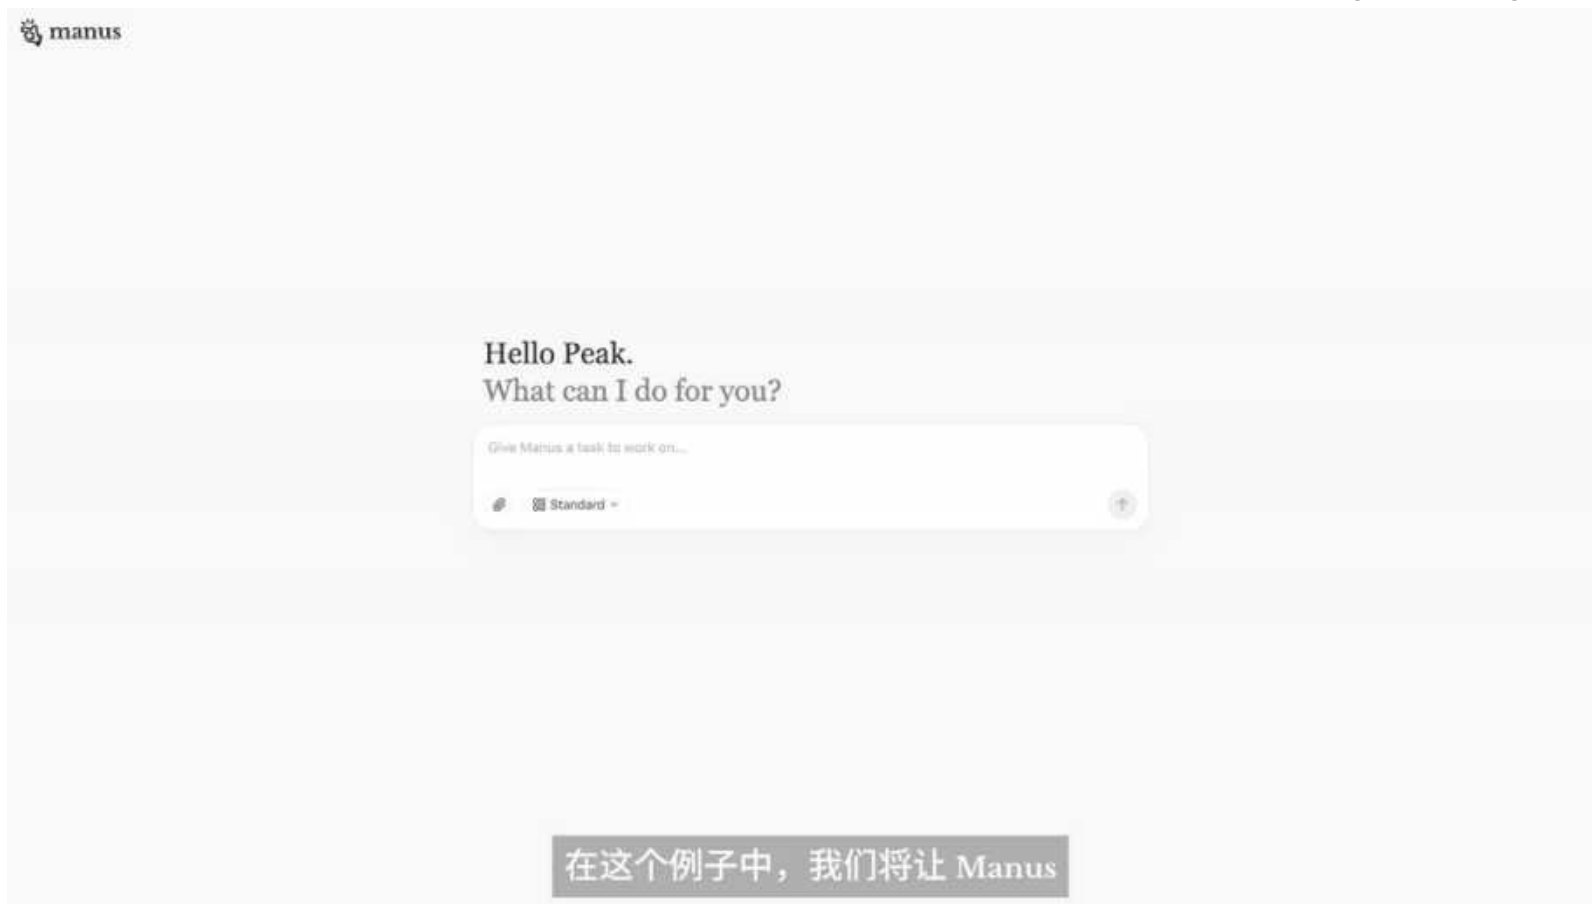 manus
Hello Peak.
What can I do for you?
Give Manus a task to work on...
Standard
在这个例子中，我们将让 Manus